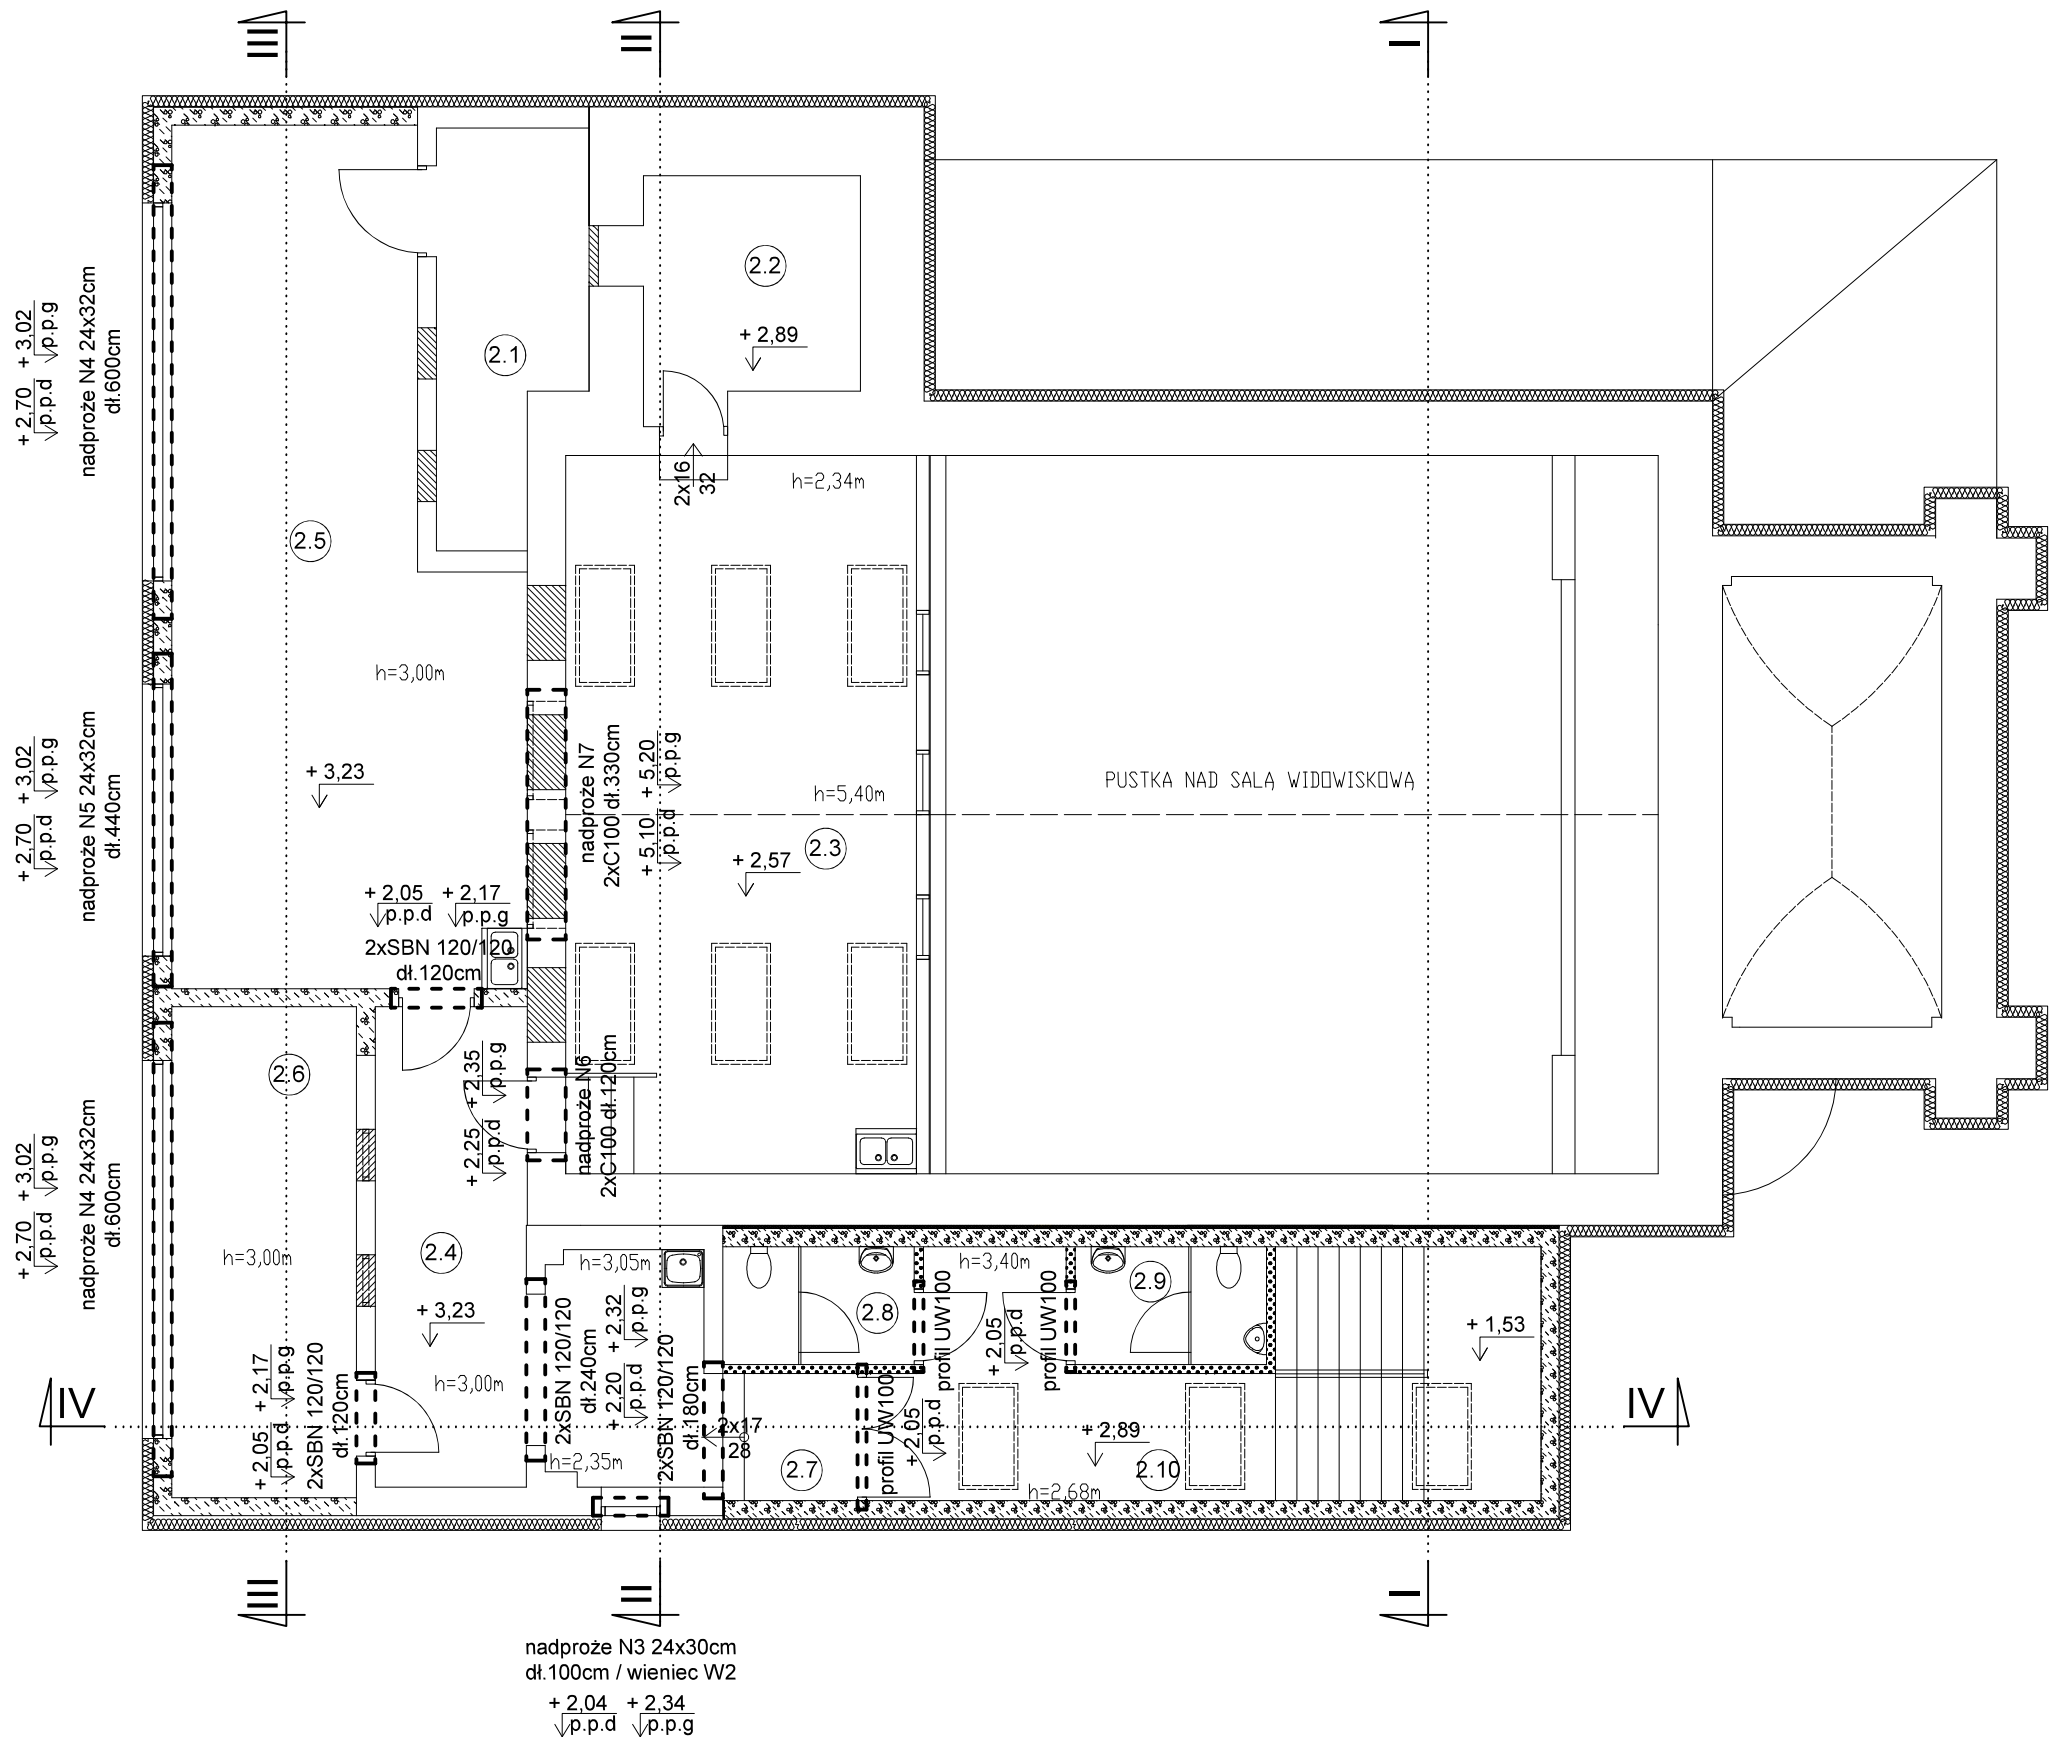 III
II
I
2.2
+ 2,89
2.1
2x16
32
h=2,34m
+ 3,02
p.p.g
+ 2,70
p.p.d
nadproże N4 24x32cm
dł.600cm
2.5
h=3,00m
+ 3,23
nadproże N7
2xC100 dł.330cm
+ 5,20
p.p.g
+ 5,10
p.p.d
h=5,40m
PUSTKA NAD SALĄ WIDOWISKOWĄ
2.3
+ 2,57
+ 3,02
p.p.g
+ 2,70
p.p.d
nadproże N5 24x32cm
dł.440cm
+ 2,05
p.p.d
+ 2,17
p.p.g
2xSBN 120/120
dł.120cm
2.6
+ 2,35
p.p.g
+ 2,25
p.p.d
nadproże N6
2xC100 dł.120cm
+ 3,02
p.p.g
+ 2,70
p.p.d
nadproże N4 24x32cm
dł.600cm
h=3,00m
2.4
+ 3,23
h=3,00m
h=3,05m
h=3,40m
2.8
2.9
profil UW100
+ 2,05
p.p.d
profil UW100
+ 1,53
+ 2,17
p.p.g
+ 2,05
p.p.d
2xSBN 120/120
dł.120cm
2xSBN 120/120
dł.240cm
+ 2,32
p.p.g
+ 2,20
p.p.d
2xSBN 120/120
dł.180cm
h=2,35m
2x17
28
2.7
profil UW100
+ 2,05
p.p.d
+ 2,89
2.10
h=2,68m
IV
IV
III
II
I
nadproże N3 24x30cm
dł.100cm / wieniec W2
+ 2,04
p.p.d
+ 2,34
p.p.g